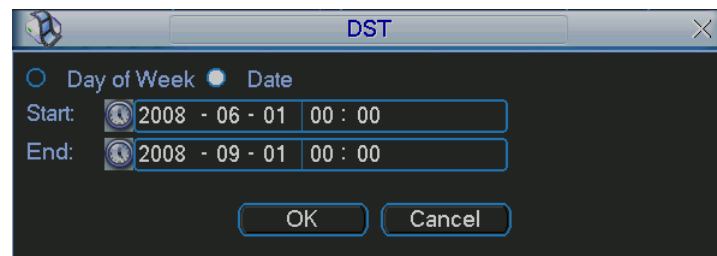 DST
Day of Week Date
Start: 2008 - 06 - 01 00 : 00
End: 2008 - 09 - 01 00 : 00
OK Cancel